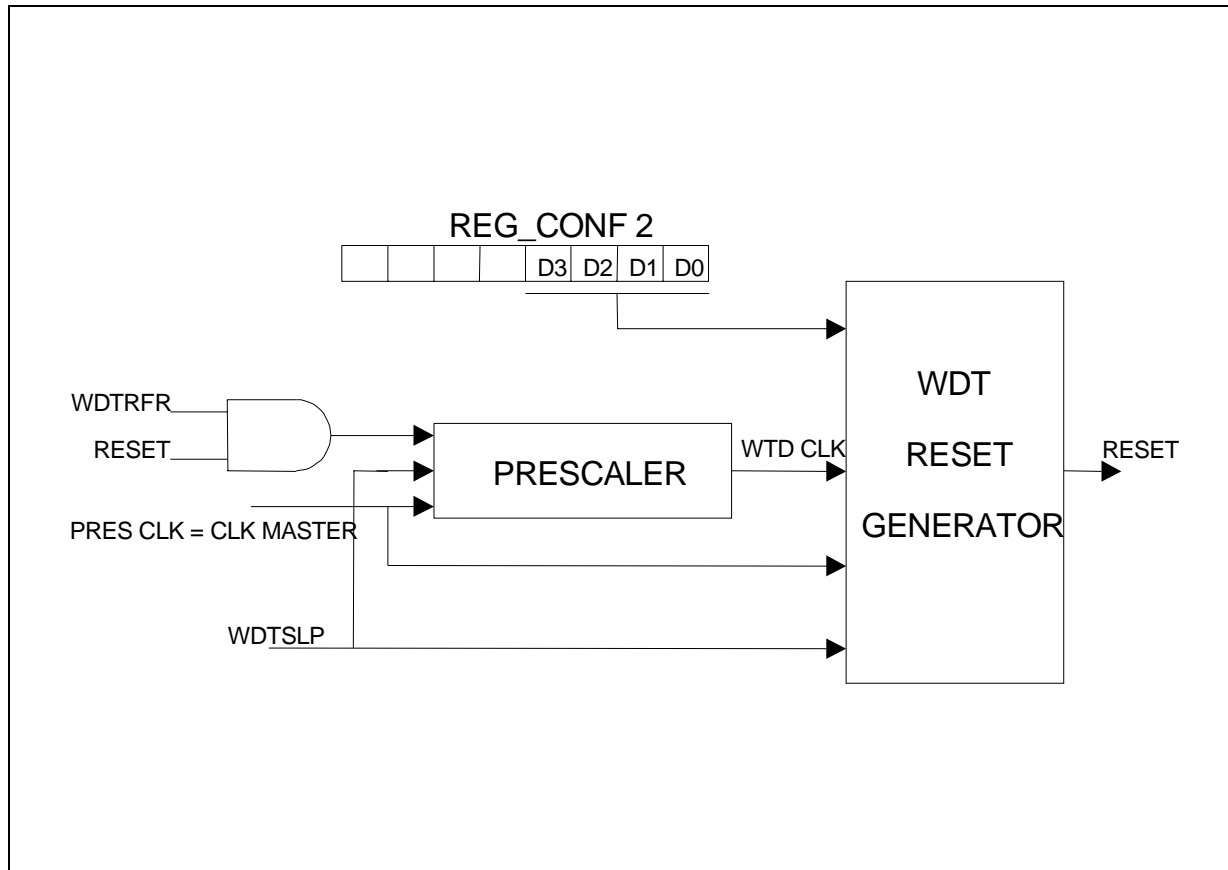 REG_CONF 2
D3 D2 D1 D0
WDTRFR
RESET
PRES CLK = CLK MASTER
WDTSLP
PRESCALER
WTD CLK
WDT
RESET
GENERATOR
RESET